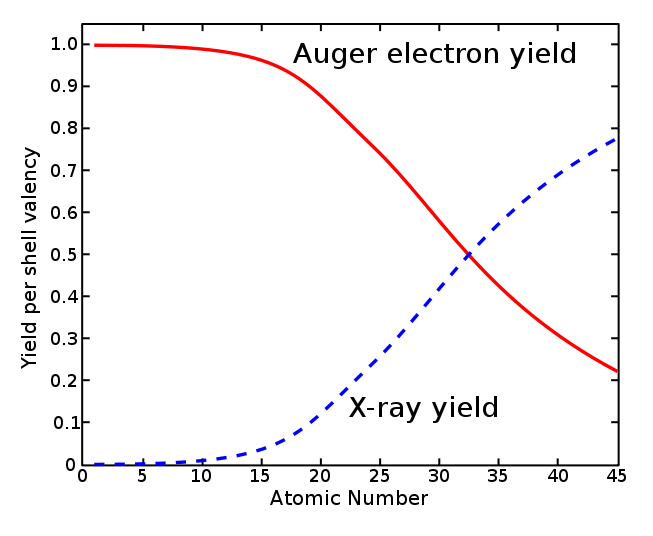 Auger electron yield
X-ray yield
Yield per shell valency
1.0
0.9
0.8
0.7
0.6
0.5
0.4
0.3
0.2
0.1
0
0 5 10 15 20 25 30 35 40 45
Atomic Number